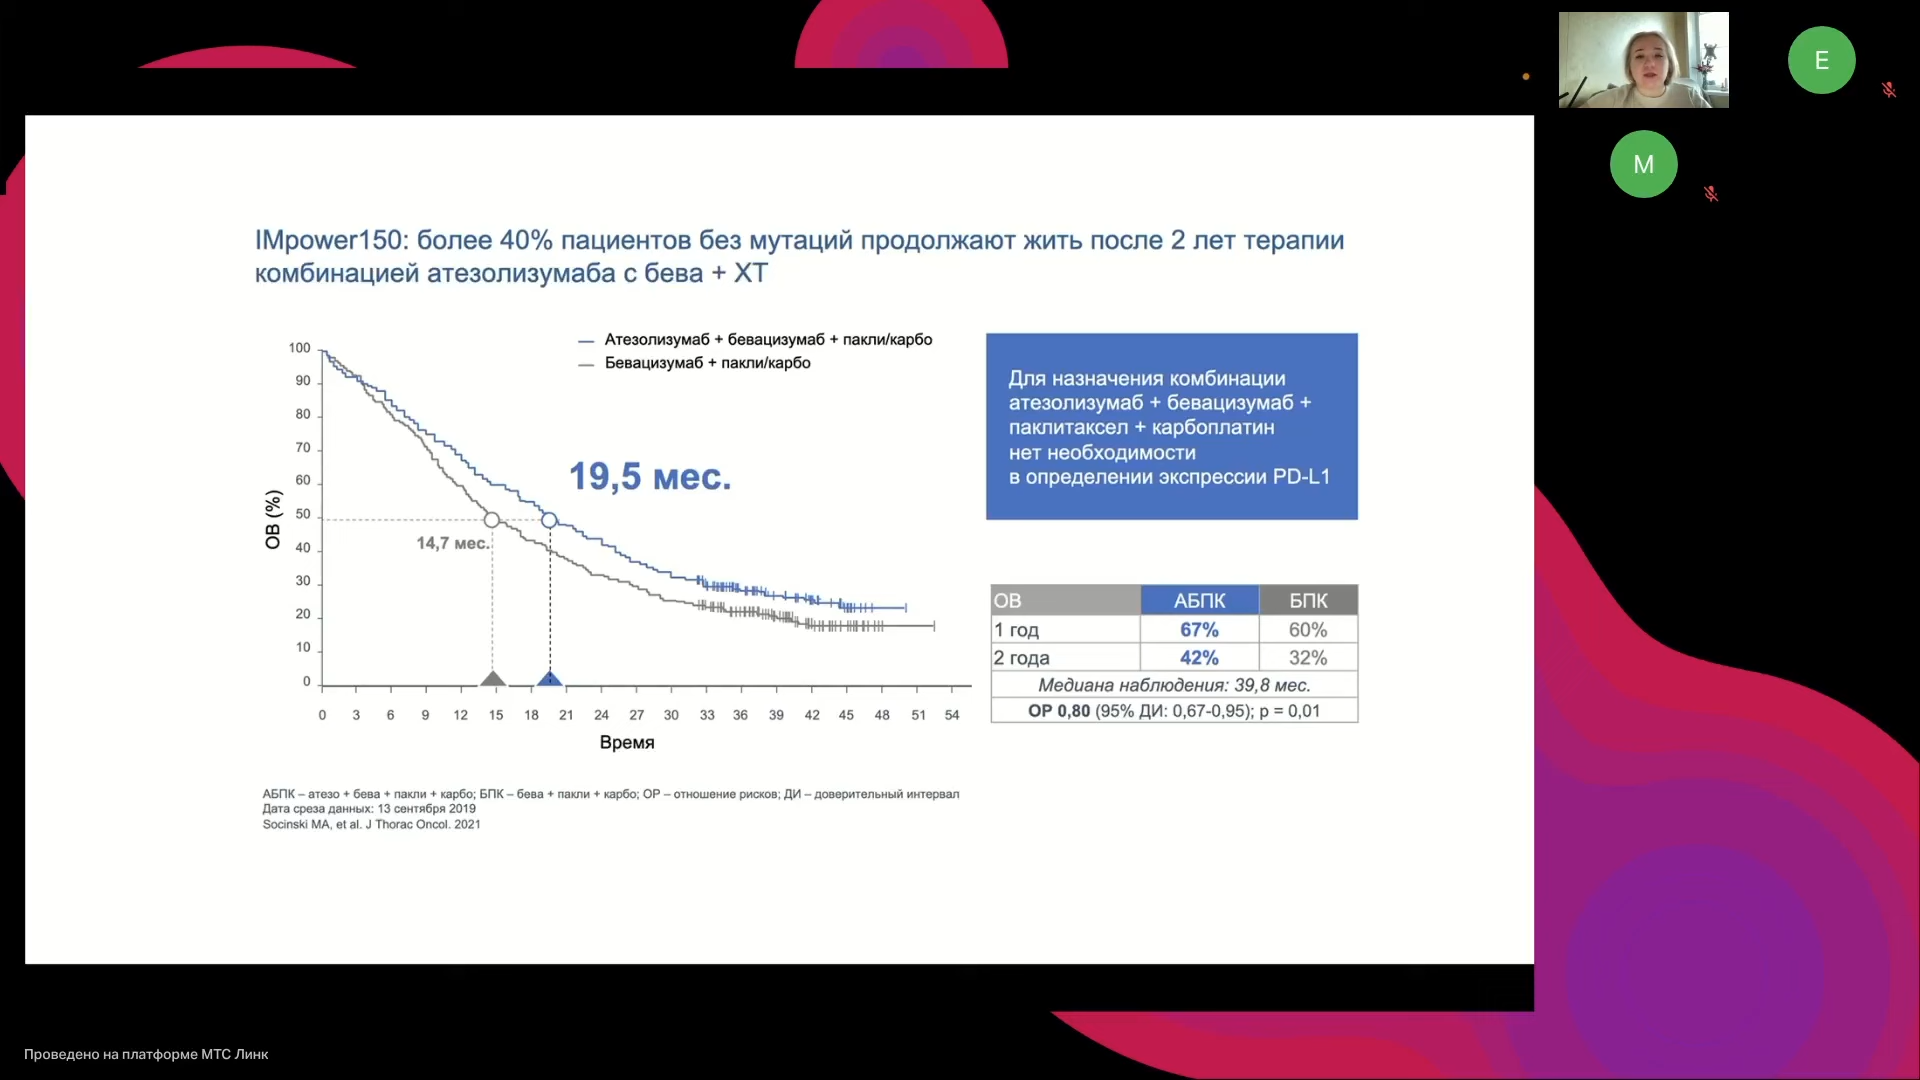 E
M
IMpower150: более 40% пациентов без мутаций продолжают жить после 2 лет терапии
комбинацией атезолизумаба с бева + ХТ
Атезолизумаб + бевацизумаб + пакли/карбо
Бевацизумаб + пакли/карбо
ОВ (%)
100
90
80
70
60
50
40
30
20
10
0
19,5 мес.
14,7 мес.
0 3 6 9 12 15 18 21 24 27 30 33 36 39 42 45 48 51 54
Время
Для назначения комбинации
атезолизумаб + бевацизумаб +
паклитаксел + карбоплатин
нет необходимости
в определении экспрессии PD-L1
ОВ АБПК БПК
1 год 67% 60%
2 года 42% 32%
Медиана наблюдения: 39,8 мес.
ОР 0,80 (95% ДИ: 0,67-0,95); p = 0,01
АБПК – атезо + бева + пакли + карбо; БПК – бева + пакли + карбо; ОР – отношение рисков; ДИ – доверительный интервал
Дата среза данных: 13 сентября 2019
Socinski MA, et al. J Thorac Oncol. 2021
Проведено на платформе МТС Линк